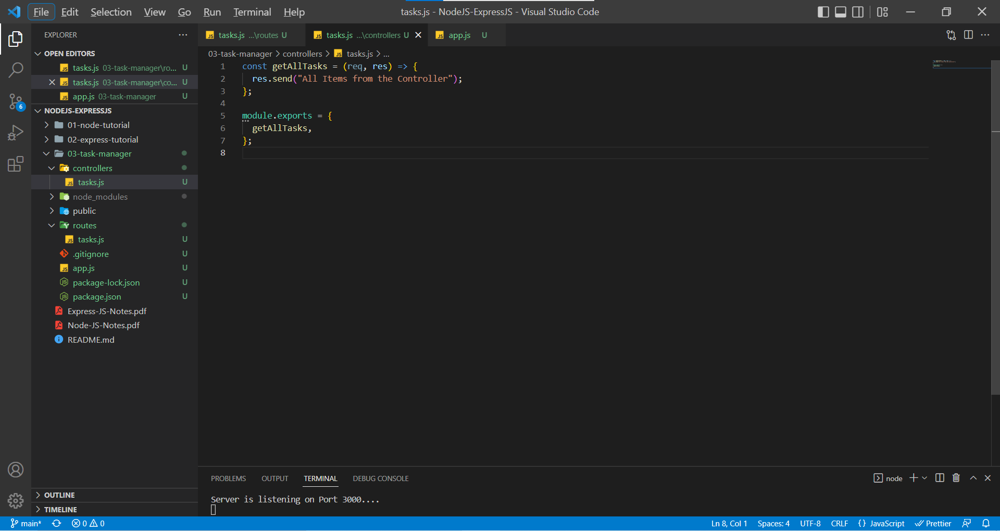 File Edit Selection View Go Run Terminal Help
tasks.js - NodeJS-ExpressJS - Visual Studio Code
EXPLORER
OPEN EDITORS
tasks.js 03-task-manager\ro... U
tasks.js 03-task-manager\co... U
app.js 03-task-manager U
NODEJS-EXPRESSJS
01-node-tutorial
02-express-tutorial
03-task-manager
controllers
tasks.js U
node_modules
public
routes
tasks.js U
.gitignore U
app.js U
package-lock.json U
package.json U
Express-JS-Notes.pdf
Node-JS-Notes.pdf
README.md
OUTLINE
TIMELINE
6
tasks.js ...\routes U
tasks.js ...\controllers U
app.js U
03-task-manager > controllers > JS tasks.js > ...
1 const getAllTasks = (req, res) => {
2 res.send("All Items from the Controller");
3 };
4
5 module.exports = {
6 getAllTasks,
7 };
8
PROBLEMS OUTPUT TERMINAL DEBUG CONSOLE
node
Server is listening on Port 3000....
main* 0 0
Ln 8, Col 1 Spaces: 4 UTF-8 CRLF {} JavaScript Prettier